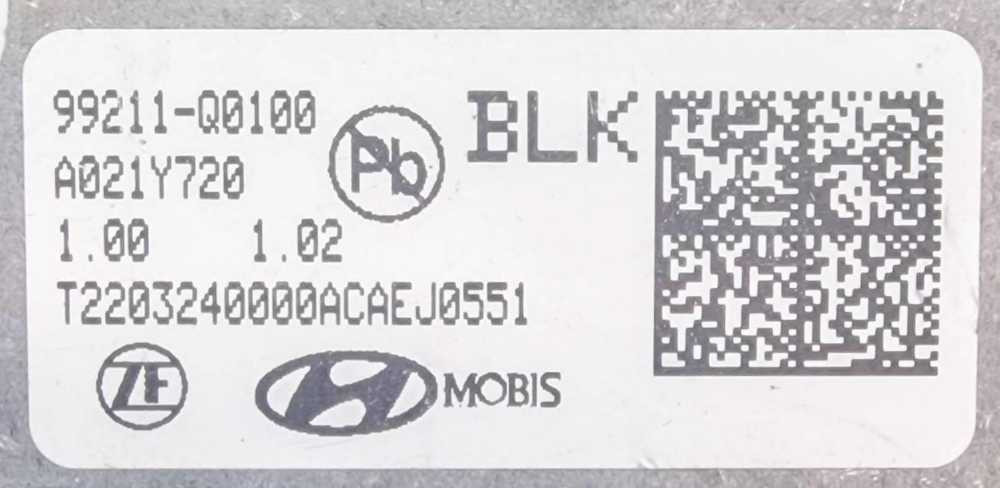 99211-Q0100
Pb
BLK
A021Y720
1.00 1.02
T2203240000ACAEJ0551
ZF
MOBIS